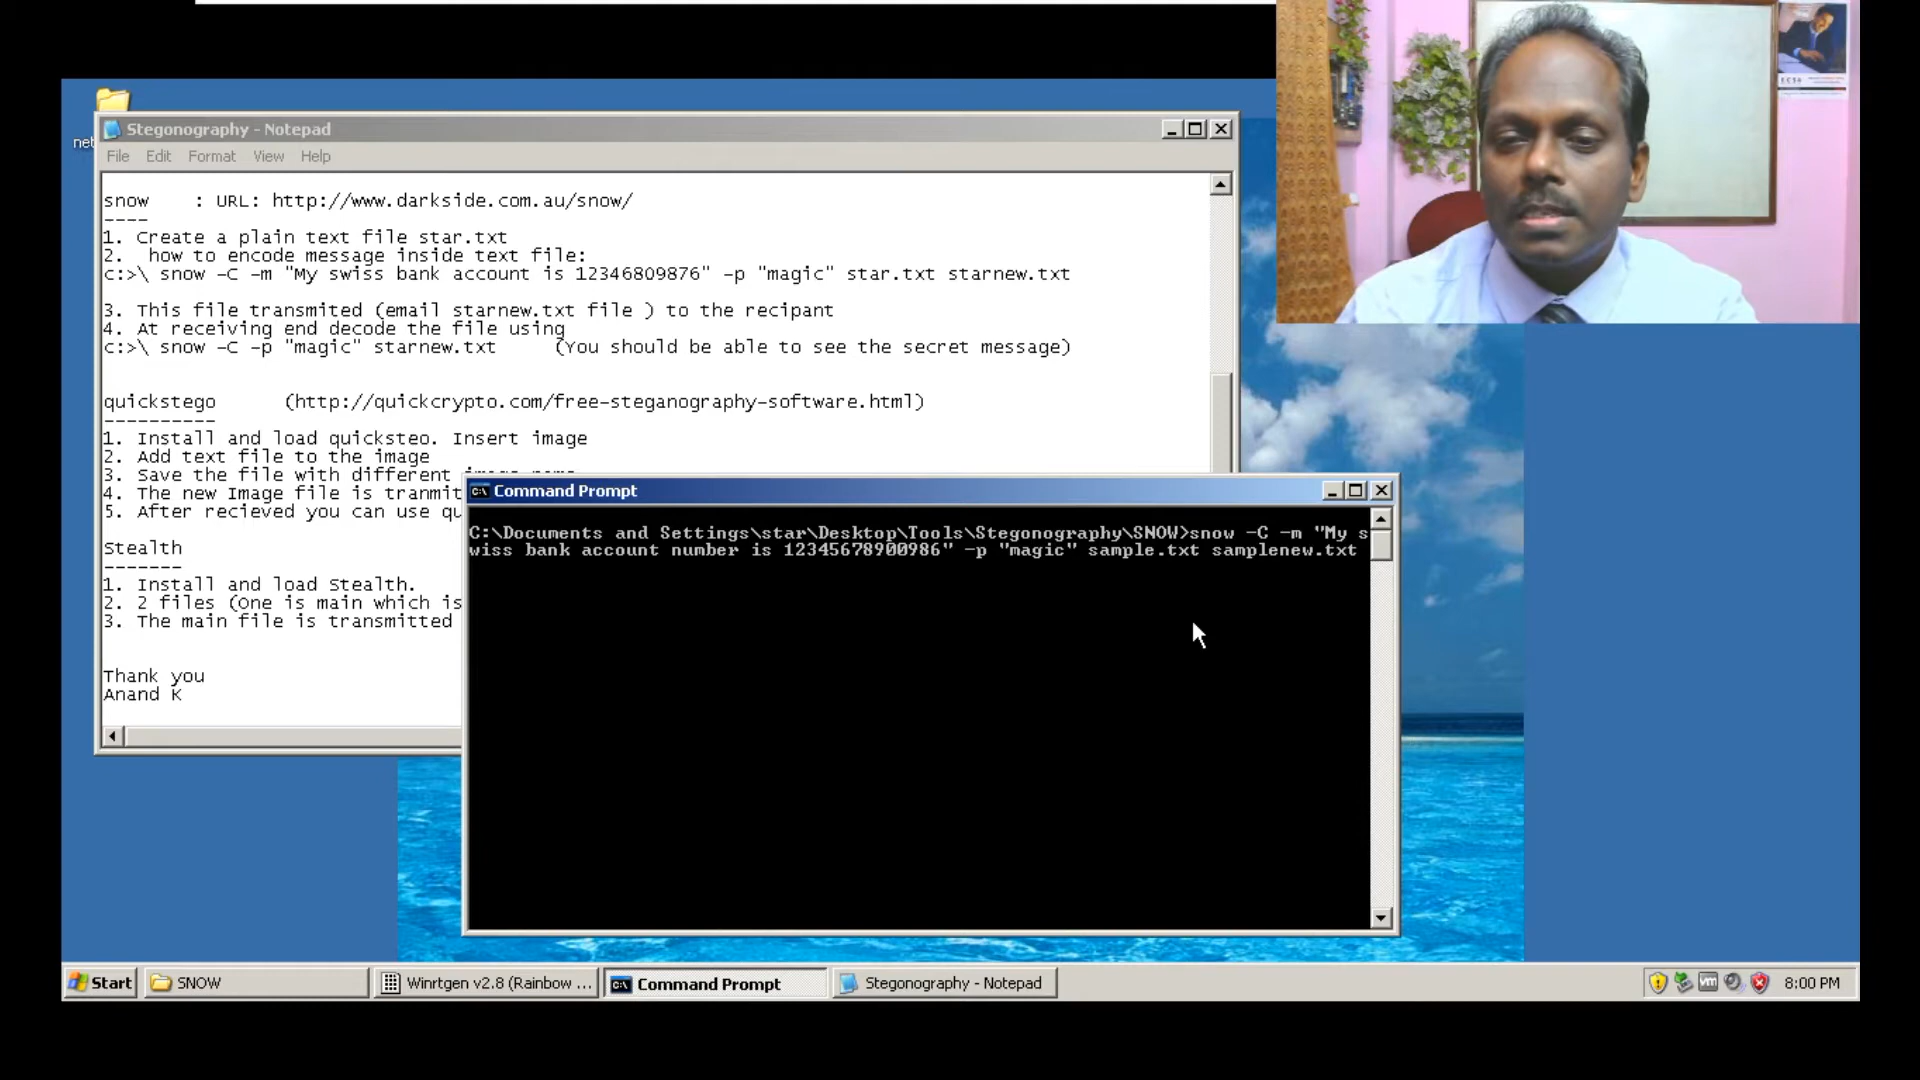 net
Stegonography - Notepad
File Edit Format View Help
snow : URL: http://www.darkside.com.au/snow/
----
1. Create a plain text file star.txt
2. how to encode message inside text file:
c:>\ snow -C -m "My swiss bank account is 12346809876" -p "magic" star.txt starnew.txt
3. This file transmited (email starnew.txt file ) to the recipant
4. At receiving end decode the file using
c:>\ snow -C -p "magic" starnew.txt (You should be able to see the secret message)
quickstego (http://quickcrypto.com/free-steganography-software.html)
----------
1. Install and load quicksteo. Insert image
2. Add text file to the image
3. Save the file with different
4. The new Image file is tranmit
5. After recieved you can use qu
Stealth
-------
1. Install and load Stealth.
2. 2 files (One is main which is
3. The main file is transmitted
Thank you
Anand K
Command Prompt
C:\Documents and Settings\star\Desktop\Tools\Stegonography\SNOW>snow -C -m "My s
wiss bank account number is 12345678900986" -p "magic" sample.txt samplenew.txt
Start
SNOW
Winrtgen v2.8 (Rainbow ...
Command Prompt
Stegonography - Notepad
vm
8:00 PM